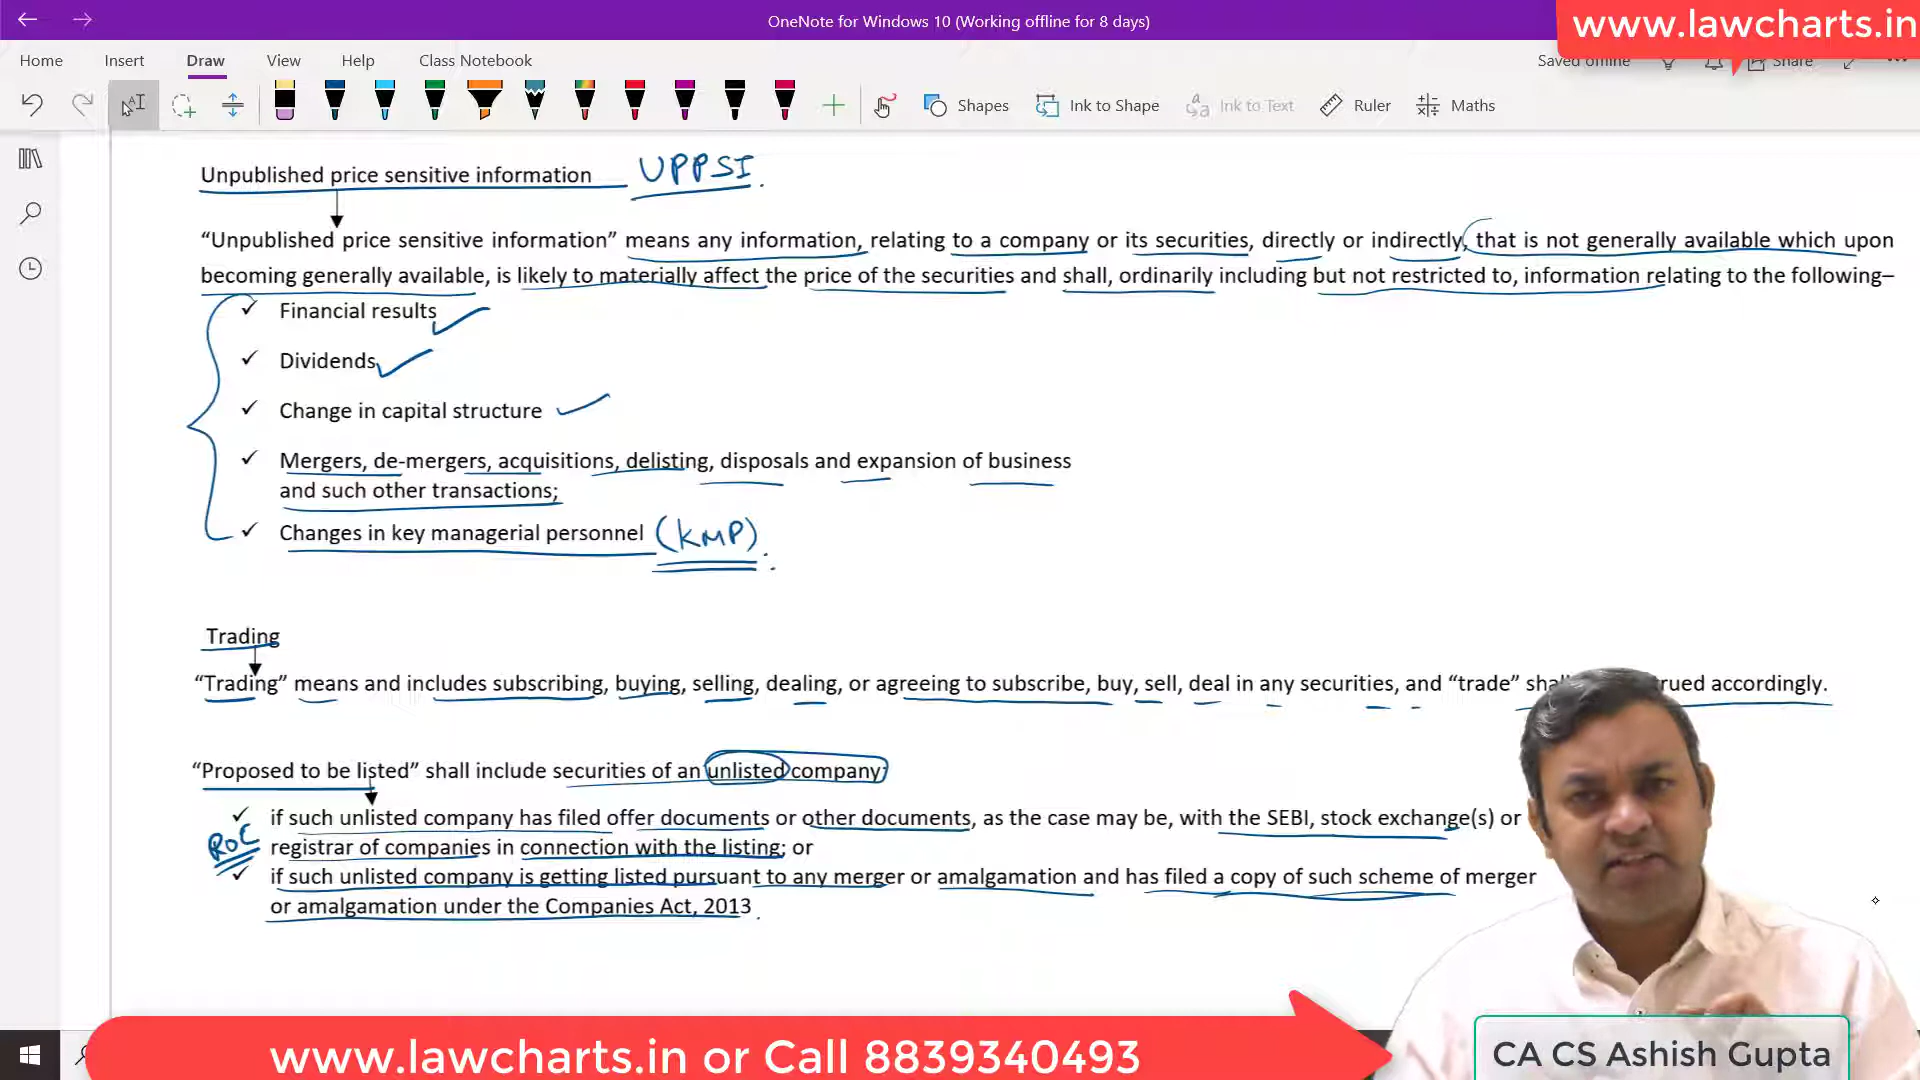 OneNote for Windows 10 (Working offline for 8 days)
www.lawcharts.in
Home Insert Draw View Help Class Notebook
Saved offline Share
Shapes Ink to Shape Ink to Text Ruler Maths
Unpublished price sensitive information UPPSI.
“Unpublished price sensitive information” means any information, relating to a company or its securities, directly or indirectly, that is not generally available which upon
becoming generally available, is likely to materially affect the price of the securities and shall, ordinarily including but not restricted to, information relating to the following–
✓ Financial results
✓ Dividends
✓ Change in capital structure
✓ Mergers, de-mergers, acquisitions, delisting, disposals and expansion of business
and such other transactions;
✓ Changes in key managerial personnel (KMP).
Trading
“Trading” means and includes subscribing, buying, selling, dealing, or agreeing to subscribe, buy, sell, deal in any securities, and “trade” accordingly.
“Proposed to be listed” shall include securities of an unlisted company
✓ if such unlisted company has filed offer documents or other documents, as the case may be, with the SEBI, stock exchange(s) or
ROC registrar of companies in connection with the listing; or
✓ if such unlisted company is getting listed pursuant to any merger or amalgamation and has filed a copy of such scheme of merger
or amalgamation under the Companies Act, 2013
www.lawcharts.in or Call 8839340493
CA CS Ashish Gupta